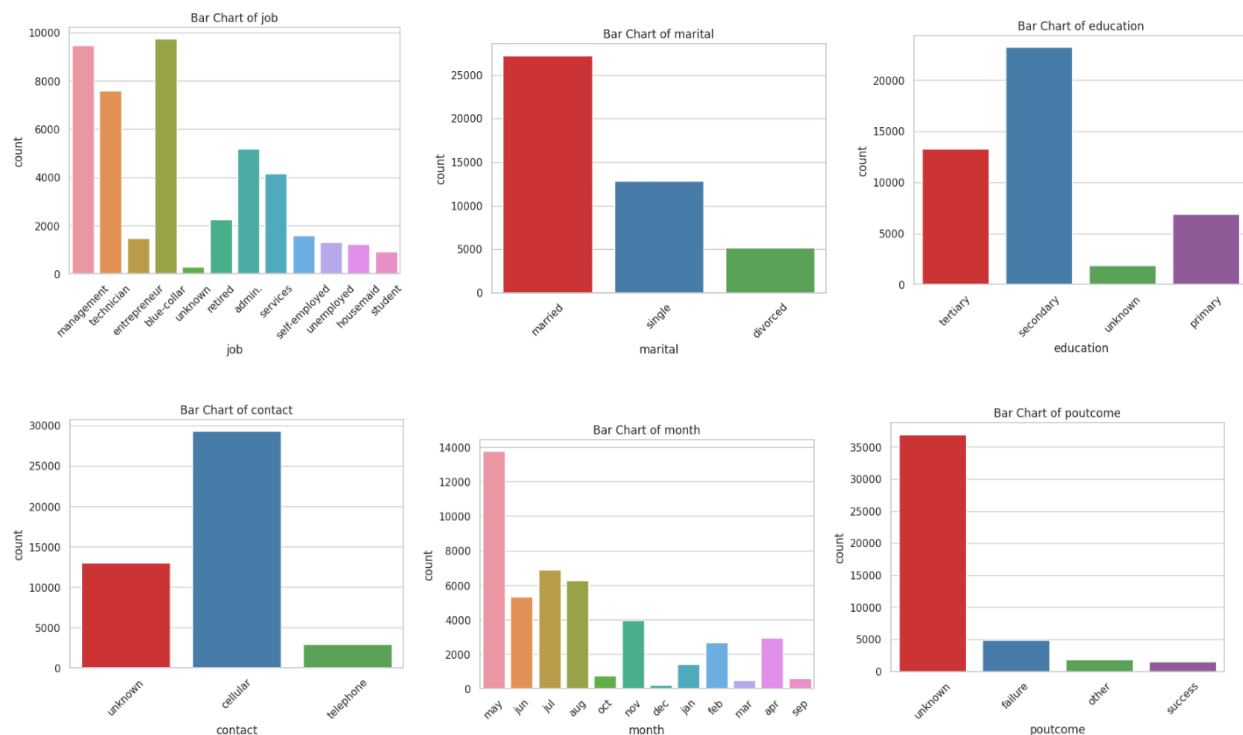 Bar Chart of job
10000
8000
6000
4000
2000
0
count
management
technician
entrepreneur
blue-collar
unknown
retired
admin.
services
self-employed
unemployed
housemaid
student
job
Bar Chart of marital
25000
20000
15000
10000
5000
0
count
married
single
divorced
marital
Bar Chart of education
20000
15000
10000
5000
0
count
tertiary
secondary
unknown
primary
education
Bar Chart of contact
30000
25000
20000
15000
10000
5000
0
count
unknown
cellular
telephone
contact
Bar Chart of month
14000
12000
10000
8000
6000
4000
2000
0
count
may
jun
jul
aug
oct
nov
dec
jan
feb
mar
apr
sep
month
Bar Chart of poutcome
35000
30000
25000
20000
15000
10000
5000
0
count
unknown
failure
other
success
poutcome